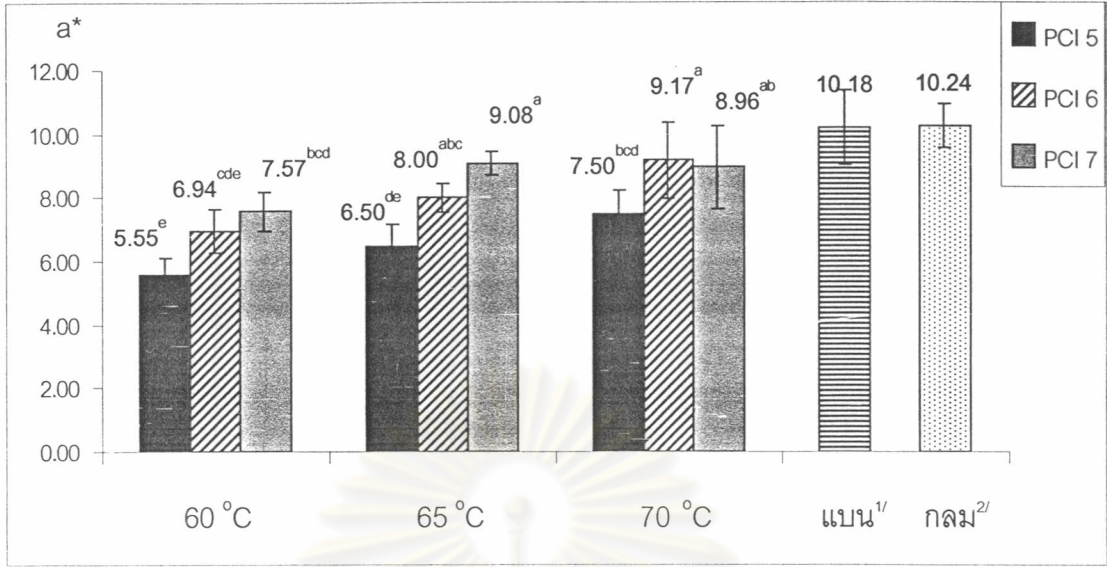 a*
PCI 5
PCI 6
PCI 7
12.00
10.00
8.00
6.00
4.00
2.00
0.00
5.55e
6.94cde
7.57bcd
6.50de
8.00abc
9.08a
7.50bcd
9.17a
8.96ab
10.18
10.24
60 °C
65 °C
70 °C
แบน1/
กลม2/